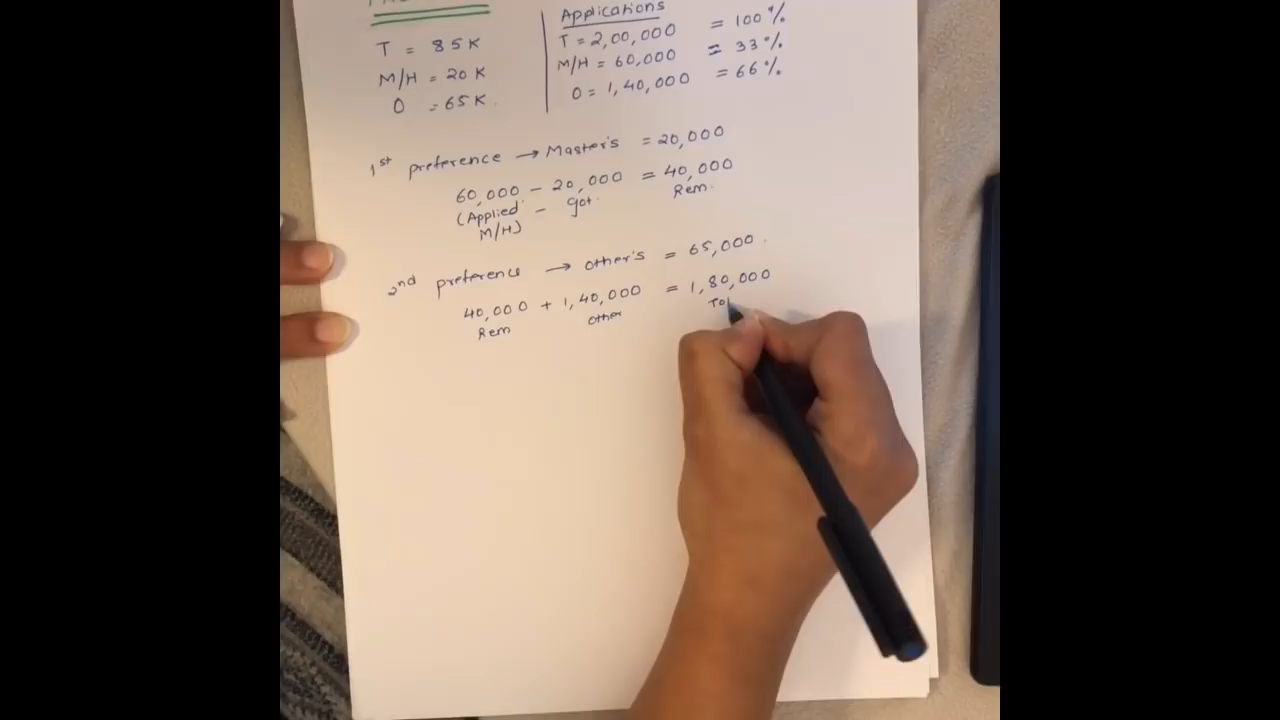 T = 85K
M/H = 20K
O = 65K.
Applications
T = 2,00,000 = 100%
M/H = 60,000 = 33%
O = 1,40,000 = 66%
1st preference → Master's = 20,000
60,000 - 20,000 = 40,000
(Applied - got. Rem.
M/H)
2nd preference → other's = 65,000.
40,000 + 1,40,000 = 1,80,000
Rem other Tot